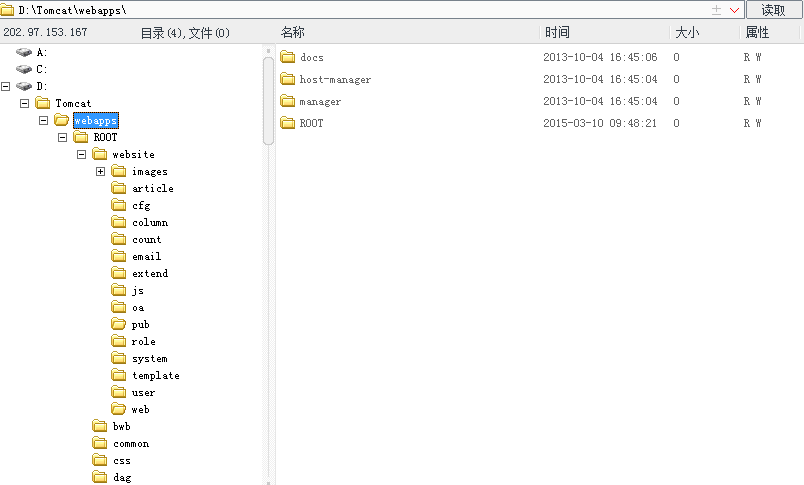 D:\Tomcat\webapps\ 读取
202.97.153.167 目录(4),文件(0) 名称 时间 大小 属性
A:
C:
D:
Tomcat
webapps
ROOT
website
images
article
cfg
column
count
email
extend
js
oa
pub
role
system
template
user
web
bwb
common
css
dag
docs 2013-10-04 16:45:06 0 R W
host-manager 2013-10-04 16:45:04 0 R W
manager 2013-10-04 16:45:04 0 R W
ROOT 2015-03-10 09:48:21 0 R W